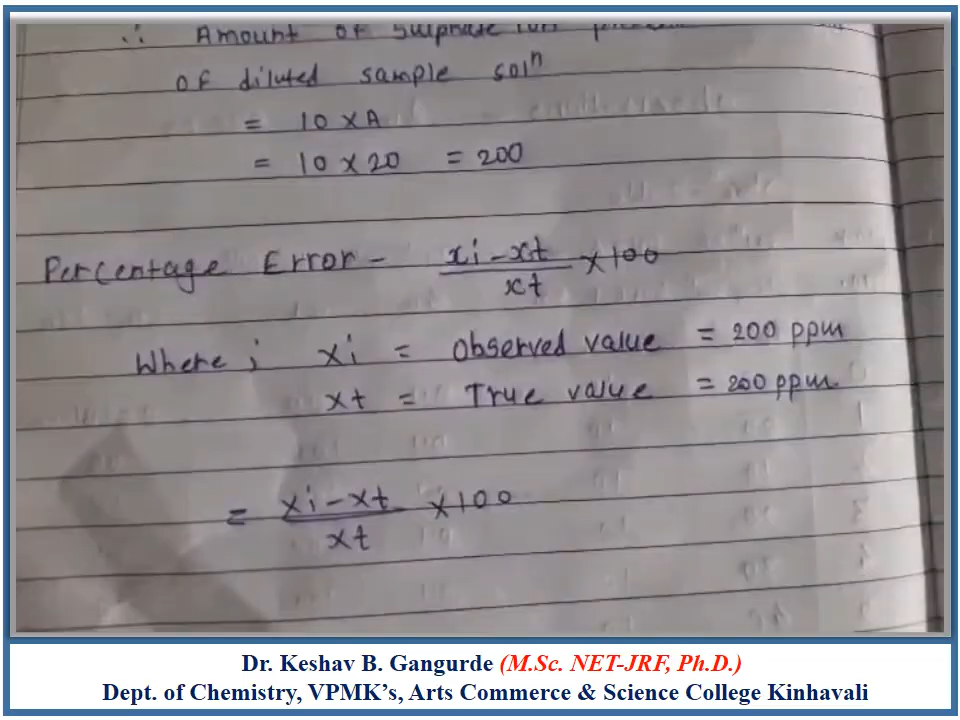 ∴ Amount of sulphate ion
of diluted sample solⁿ
= 10 x A
= 10 x 20 = 200
Percentage Error - xi - xt / xt x 100
Where ; xi = Observed value = 200 ppm
xt = True value = 200 ppm
= xi - xt / xt x 100
Dr. Keshav B. Gangurde (M.Sc. NET-JRF, Ph.D.)
Dept. of Chemistry, VPMK's, Arts Commerce & Science College Kinhavali